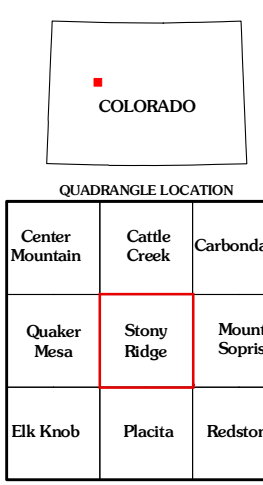 COLORADO
QUADRANGLE LOCATION
Center
Mountain
Cattle
Creek
Carbonda
Quaker
Mesa
Stony
Ridge
Mount
Sopris
Elk Knob
Placita
Redston